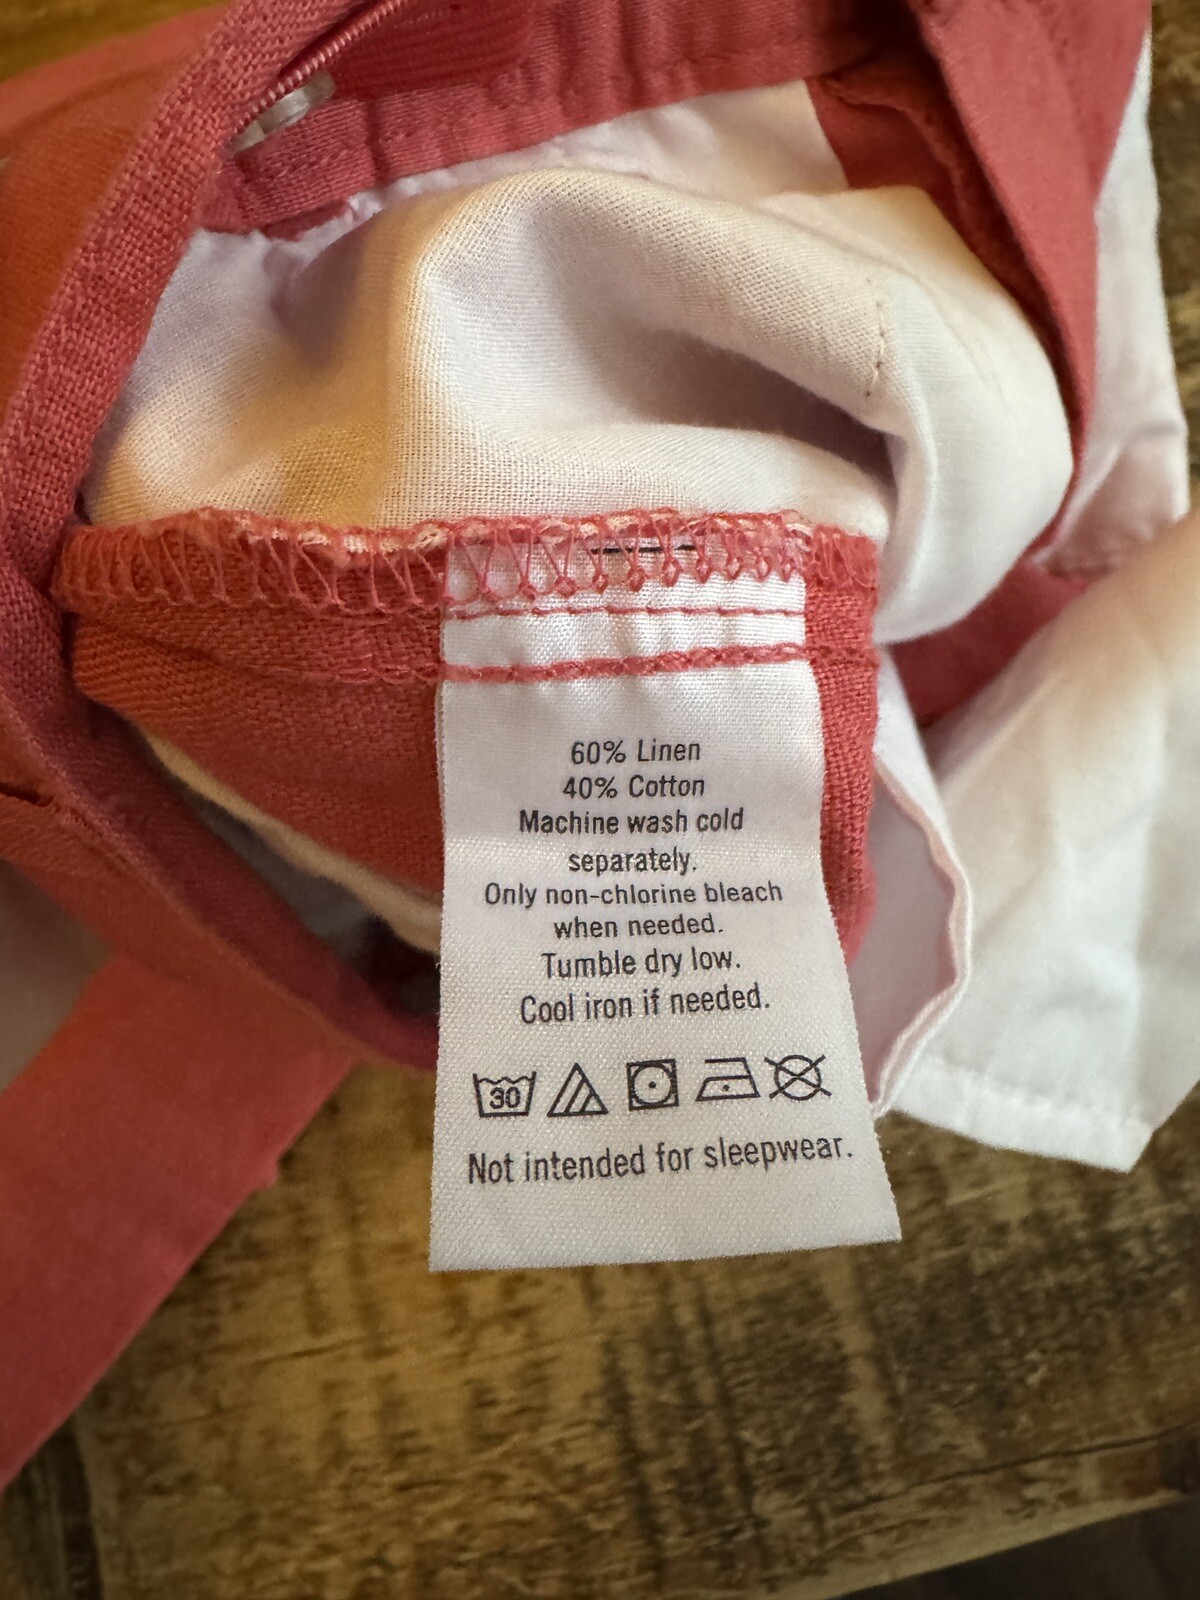 60% Linen
40% Cotton
Machine wash cold
separately.
Only non-chlorine bleach
when needed.
Tumble dry low.
Cool iron if needed.
30
Not intended for sleepwear.